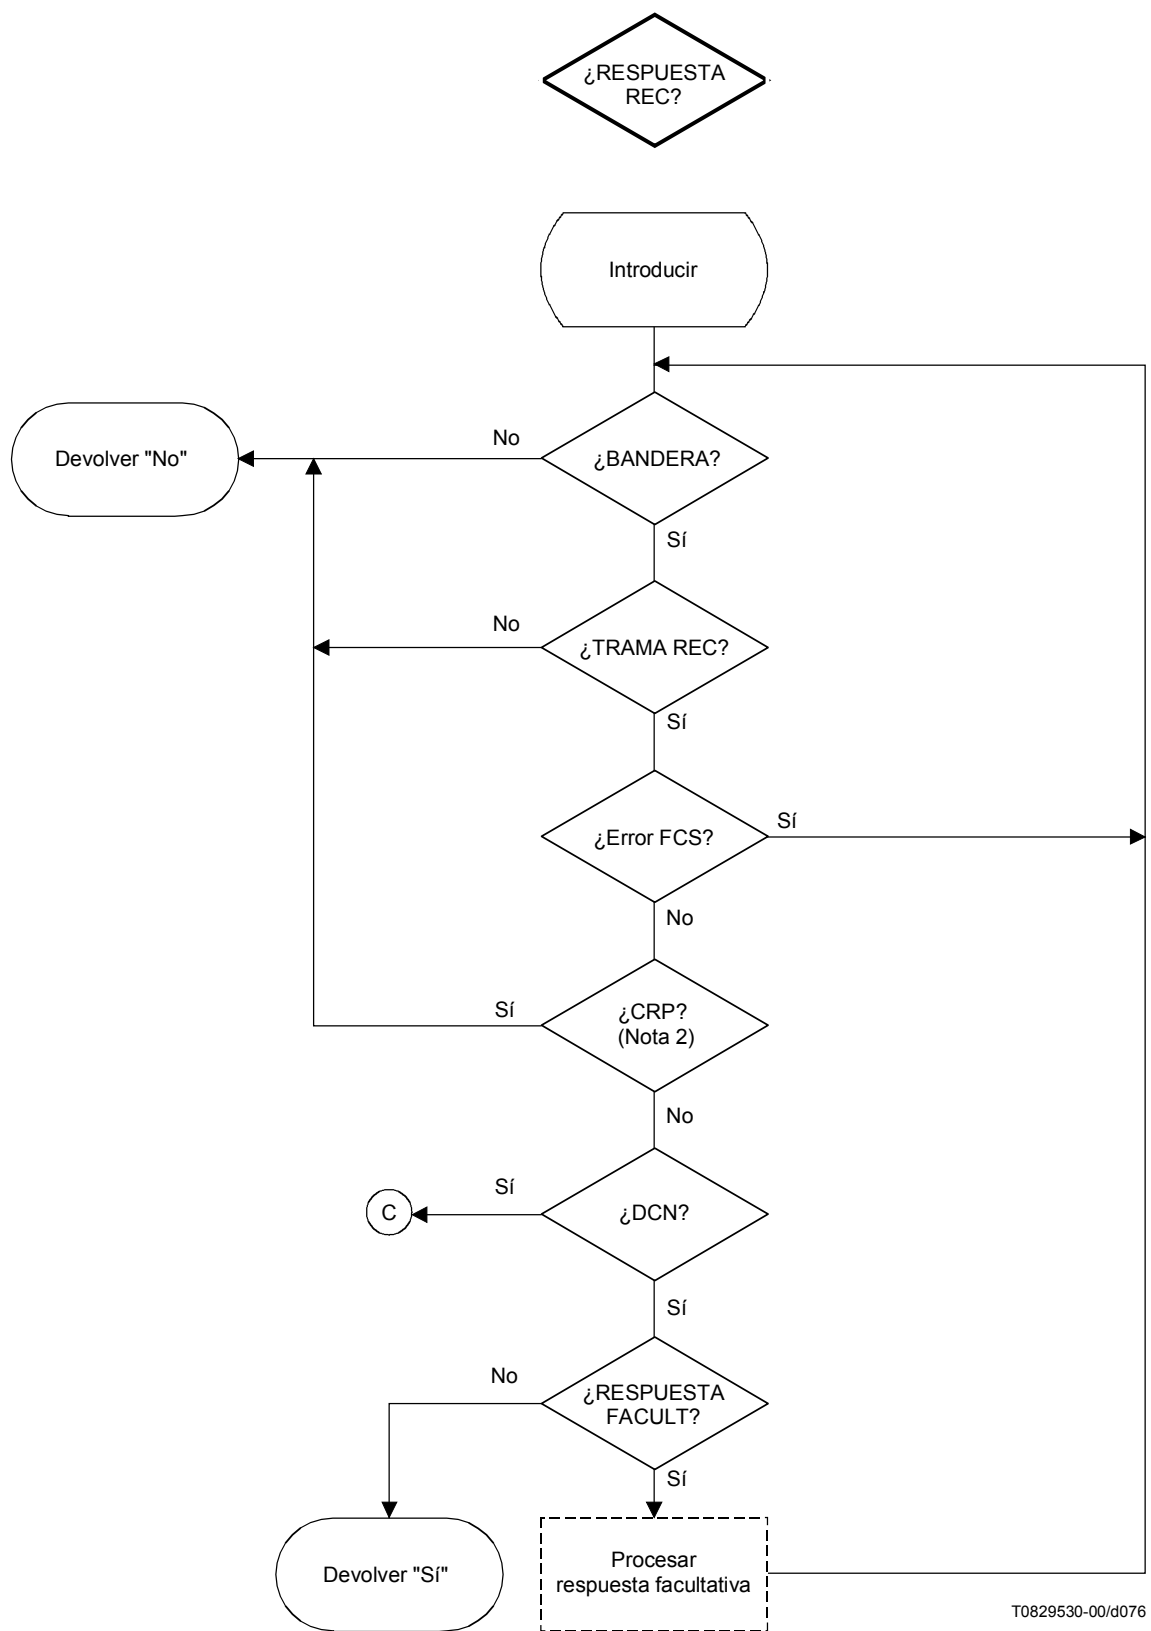 ¿RESPUESTA
REC?
Introducir
No
Devolver "No"
¿BANDERA?
Sí
No
¿TRAMA REC?
Sí
¿Error FCS?
Sí
No
Sí
¿CRP?
(Nota 2)
No
Sí
C
¿DCN?
Sí
No
¿RESPUESTA
FACULT?
Sí
Devolver "Sí"
Procesar
respuesta facultativa
T0829530-00/d076